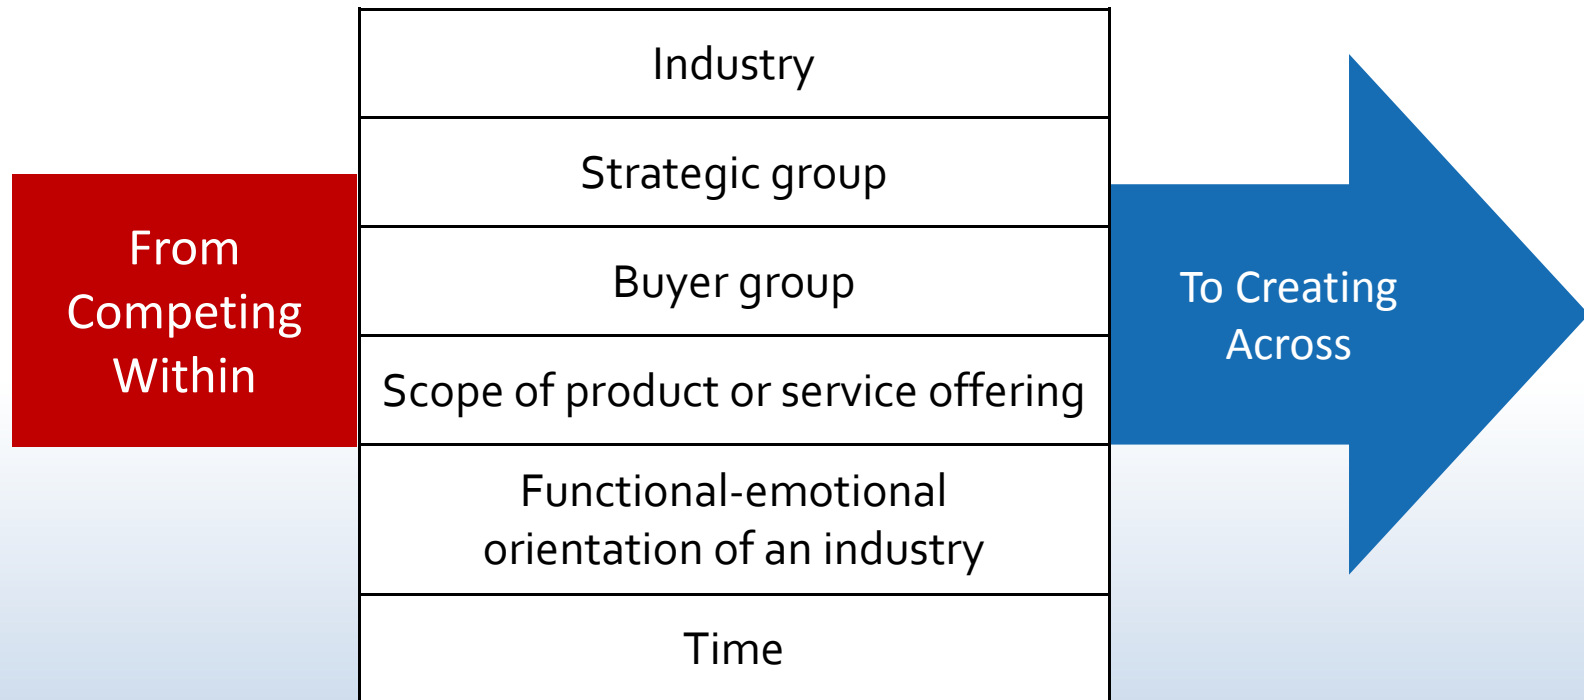 From
Competing
Within
Industry
Strategic group
Buyer group
Scope of product or service offering
Functional-emotional
orientation of an industry
Time
To Creating
Across